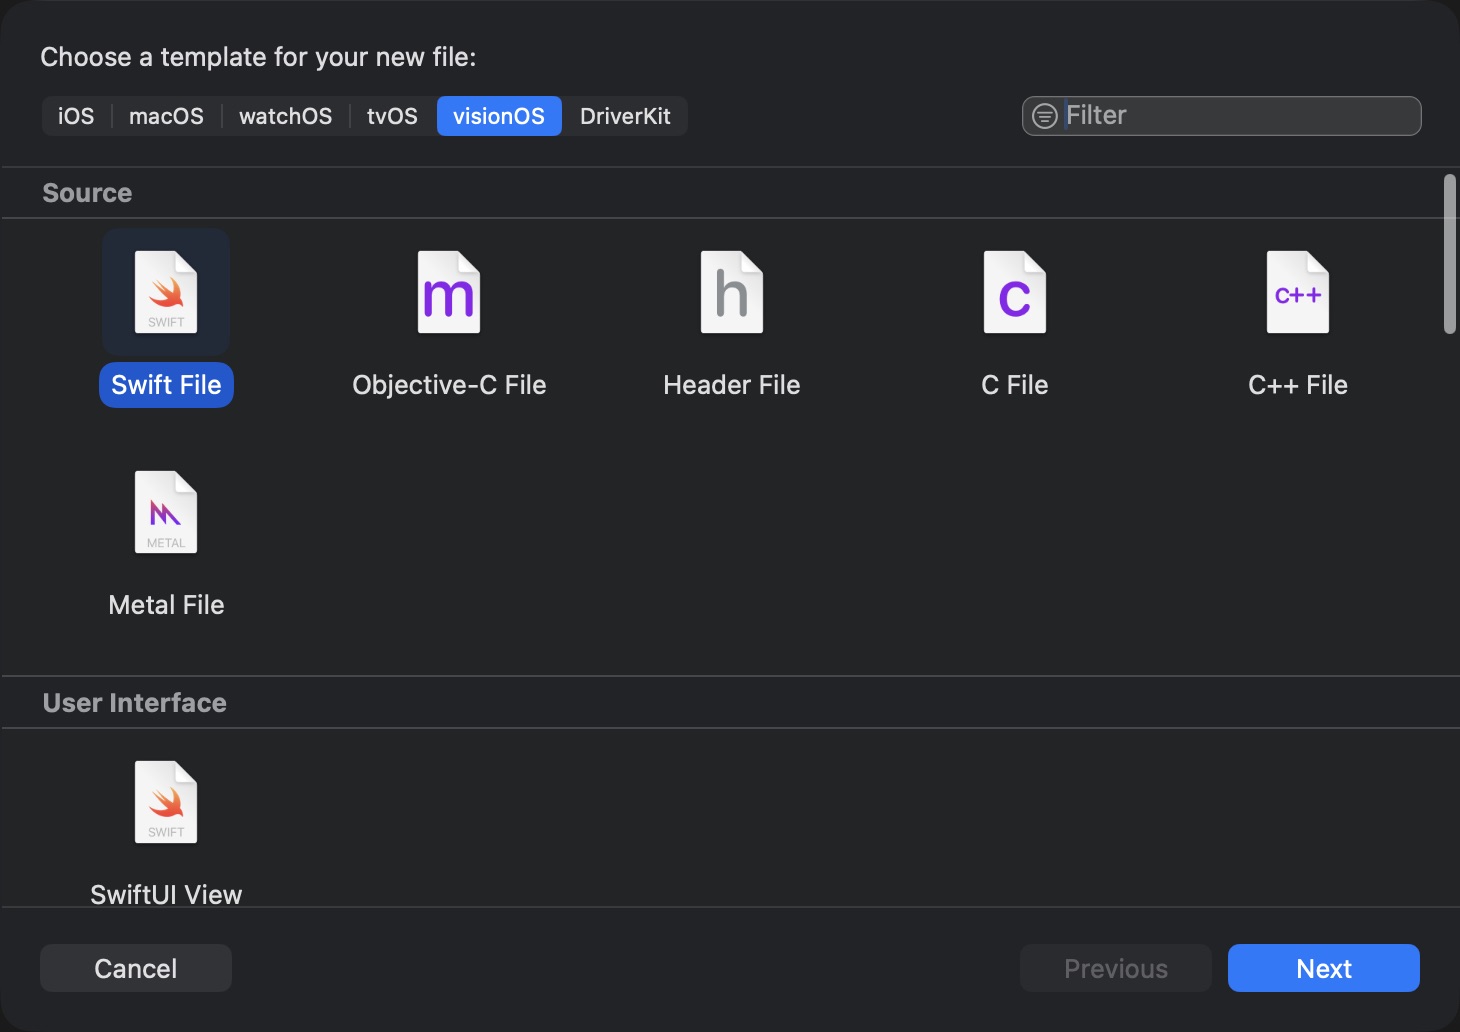 Choose a template for your new file:
iOS macOS watchOS tvOS visionOS DriverKit Filter
Source
SWIFT m h C C++
Swift File Objective-C File Header File C File C++ File
METAL
Metal File
User Interface
SWIFT
SwiftUI View
Cancel Previous Next